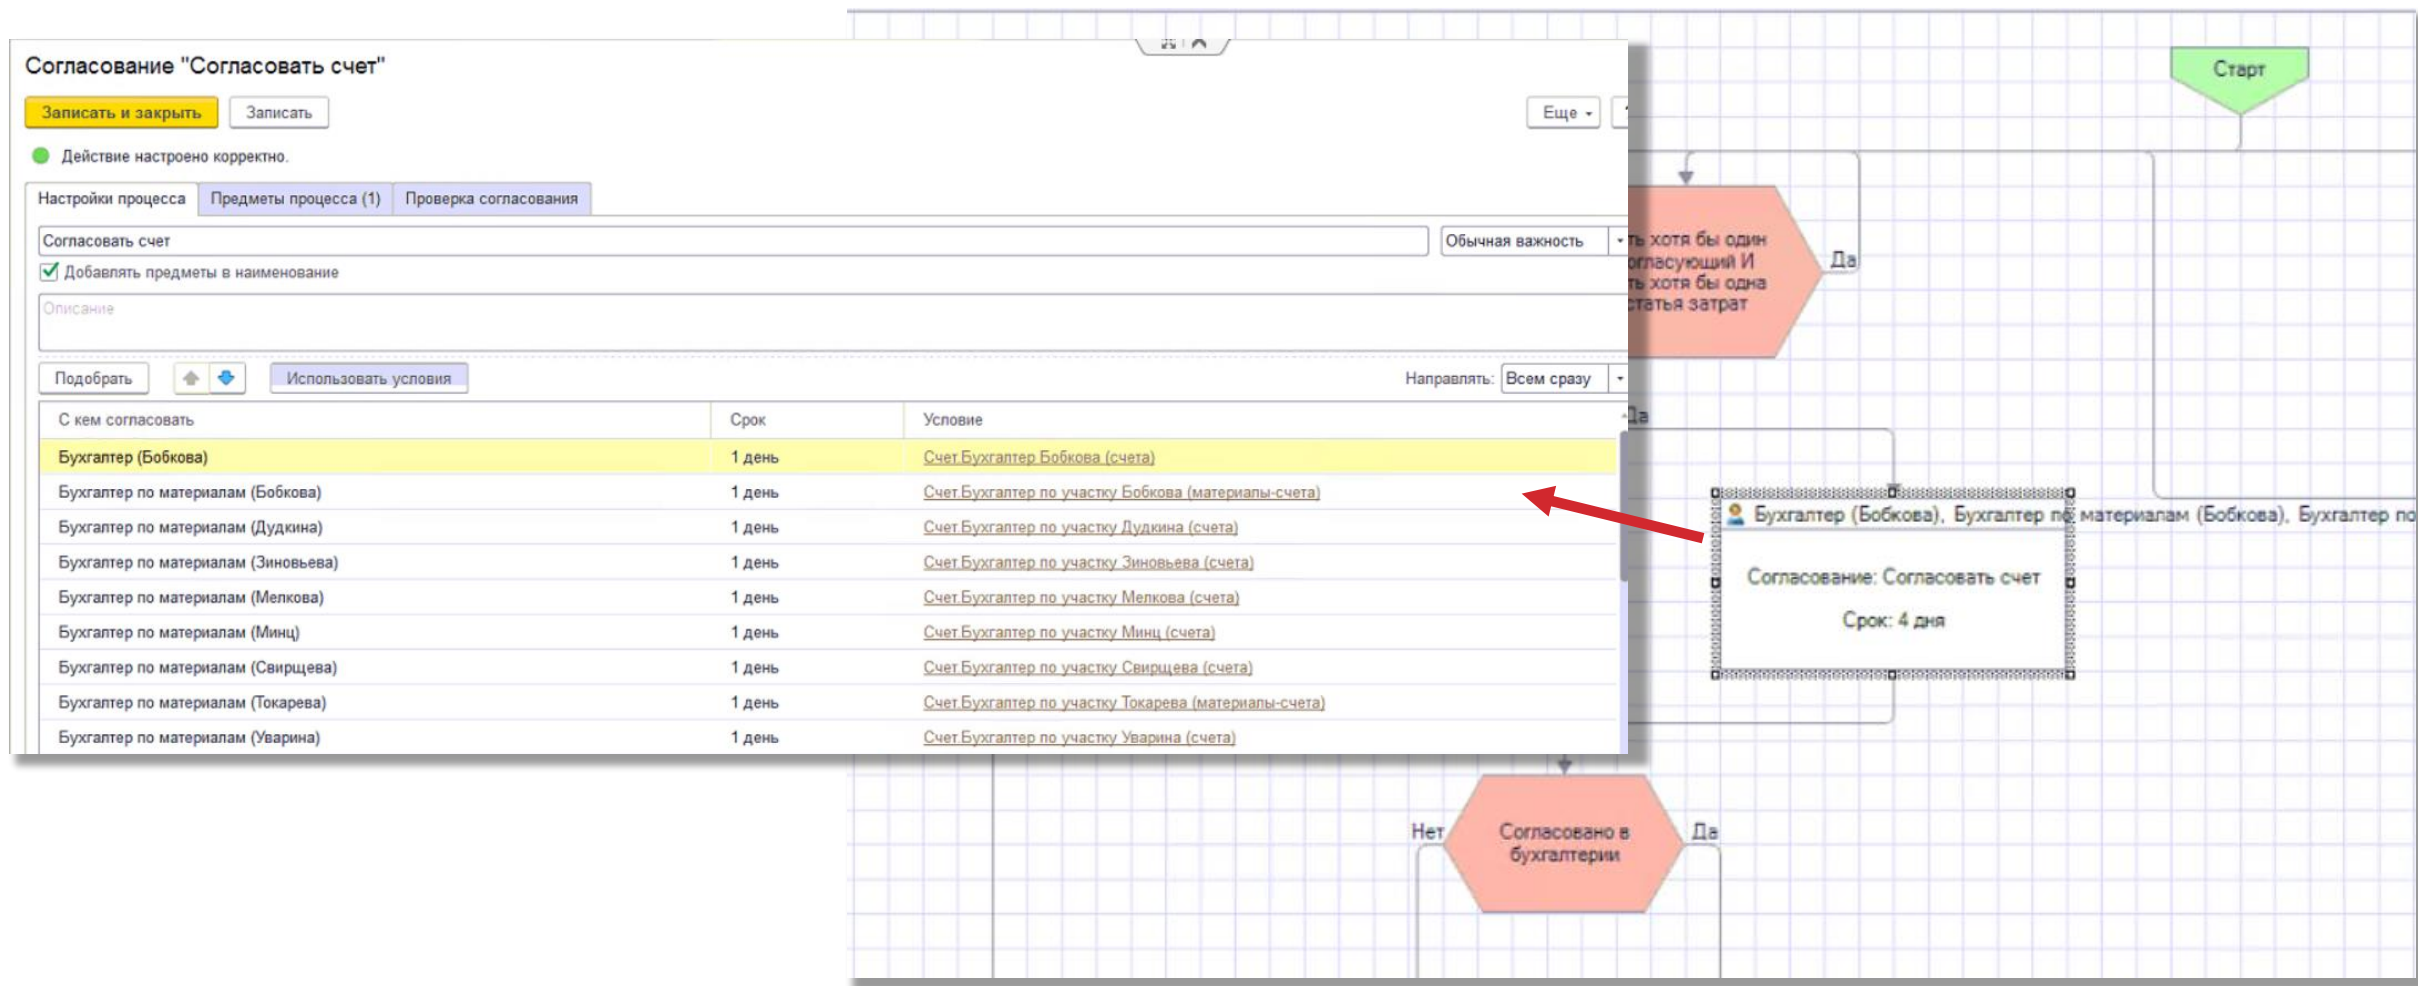 Согласование "Согласовать счет"
Записать и закрыть
Записать
Еще
Действие настроено корректно.
Настройки процесса
Предметы процесса (1)
Проверка согласования
Согласовать счет
Обычная важность
Добавлять предметы в наименование
Описание
Подобрать
Использовать условия
Направлять: Всем сразу
С кем согласовать Срок Условие
Бухгалтер (Бобкова) 1 день Счет.Бухгалтер Бобкова (счета)
Бухгалтер по материалам (Бобкова) 1 день Счет.Бухгалтер по участку Бобкова (материалы-счета)
Бухгалтер по материалам (Дудкина) 1 день Счет.Бухгалтер по участку Дудкина (счета)
Бухгалтер по материалам (Зиновьева) 1 день Счет.Бухгалтер по участку Зиновьева (счета)
Бухгалтер по материалам (Мелкова) 1 день Счет.Бухгалтер по участку Мелкова (счета)
Бухгалтер по материалам (Минц) 1 день Счет.Бухгалтер по участку Минц (счета)
Бухгалтер по материалам (Свирщева) 1 день Счет.Бухгалтер по участку Свирщева (счета)
Бухгалтер по материалам (Токарева) 1 день Счет.Бухгалтер по участку Токарева (материалы-счета)
Бухгалтер по материалам (Уварина) 1 день Счет.Бухгалтер по участку Уварина (счета)
Старт
хотя бы один
И
хотя бы одна
статья затрат
Да
Да
Бухгалтер (Бобкова), Бухгалтер по материалам (Бобкова), Бухгалтер по
Согласование: Согласовать счет
Срок: 4 дня
Нет
Согласовано в
бухгалтерии
Да